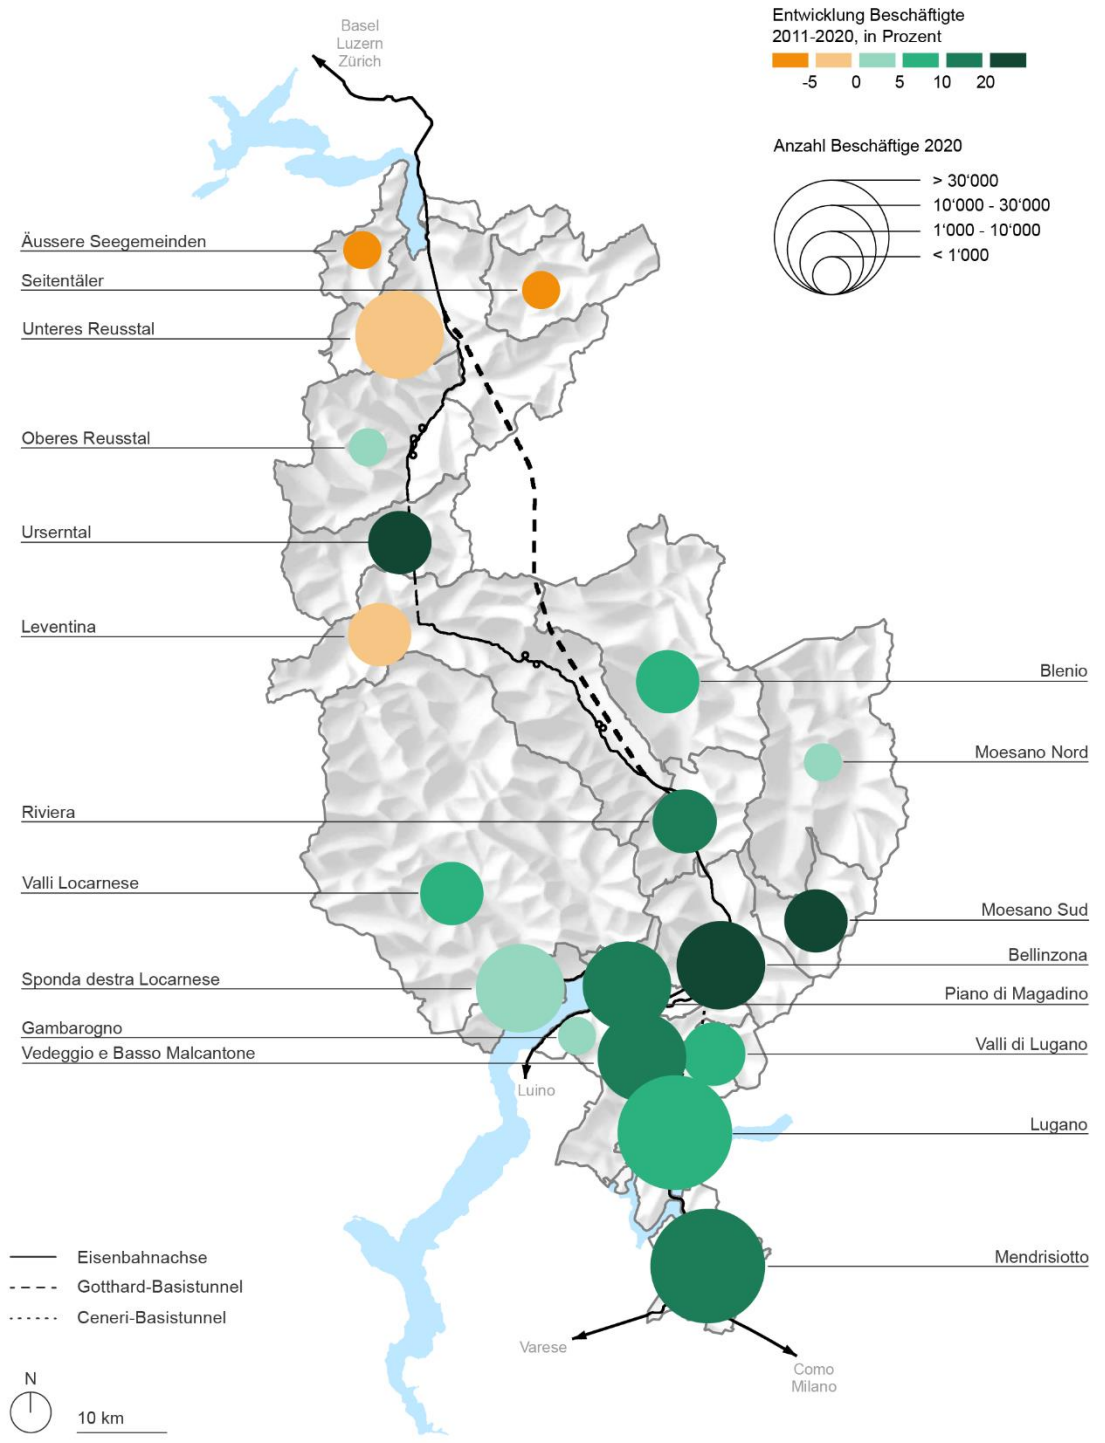 Entwicklung Beschäftigte
2011-2020, in Prozent
-5 0 5 10 20
Anzahl Beschäftige 2020
> 30'000
10'000 - 30'000
1'000 - 10'000
< 1'000
Basel
Luzern
Zürich
Äussere Seegemeinden
Seitentäler
Unteres Reusstal
Oberes Reusstal
Urserntal
Leventina
Blenio
Moesano Nord
Riviera
Valli Locarnese
Moesano Sud
Bellinzona
Sponda destra Locarnese
Piano di Magadino
Gambarogno
Valli di Lugano
Vedeggio e Basso Malcantone
Luino
Lugano
Mendrisiotto
Eisenbahnachse
Gotthard-Basistunnel
Ceneri-Basistunnel
Varese
Como
Milano
N
10 km